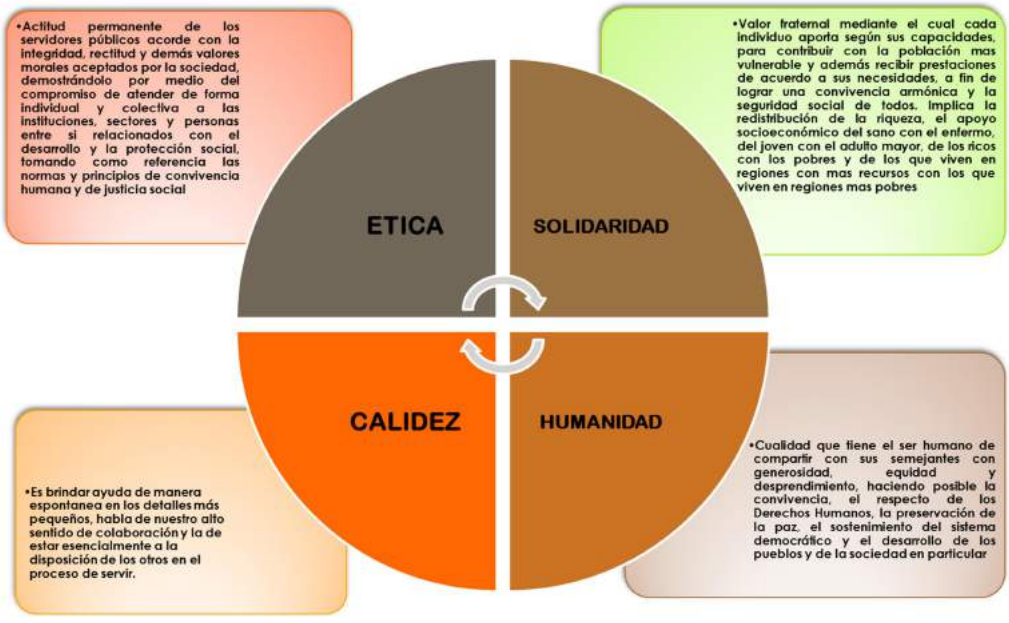 •Actitud permanente de los
servidores públicos acorde con la
integridad, rectitud y demás valores
morales aceptados por la sociedad,
demostrándolo por medio del
compromiso de atender de forma
individual y colectiva a las
instituciones, sectores y personas
entre si relacionados con el
desarrollo y la protección social,
tomando como referencia las
normas y principios de convivencia
humana y de justicia social
•Valor fraternal mediante el cual cada
individuo aporta según sus capacidades,
para contribuir con la población mas
vulnerable y además recibir prestaciones
de acuerdo a sus necesidades, a fin de
lograr una convivencia armónica y la
seguridad social de todos. Implica la
redistribución de la riqueza, el apoyo
socioeconómico del sano con el enfermo,
del joven con el adulto mayor, de los ricos
con los pobres y de los que viven en
regiones con mas recursos con los que
viven en regiones mas pobres
ETICA
SOLIDARIDAD
CALIDEZ
HUMANIDAD
•Es brindar ayuda de manera
espontanea en los detalles más
pequeños, habla de nuestro alto
sentido de colaboración y la de
estar esencialmente a la
disposición de los otros en el
proceso de servir.
•Cualidad que tiene el ser humano de
compartir con sus semejantes con
generosidad, equidad y
desprendimiento, haciendo posible la
convivencia, el respeto de los
Derechos Humanos, la preservación de
la paz, el sostenimiento del sistema
democrático y el desarrollo de los
pueblos y de la sociedad en particular